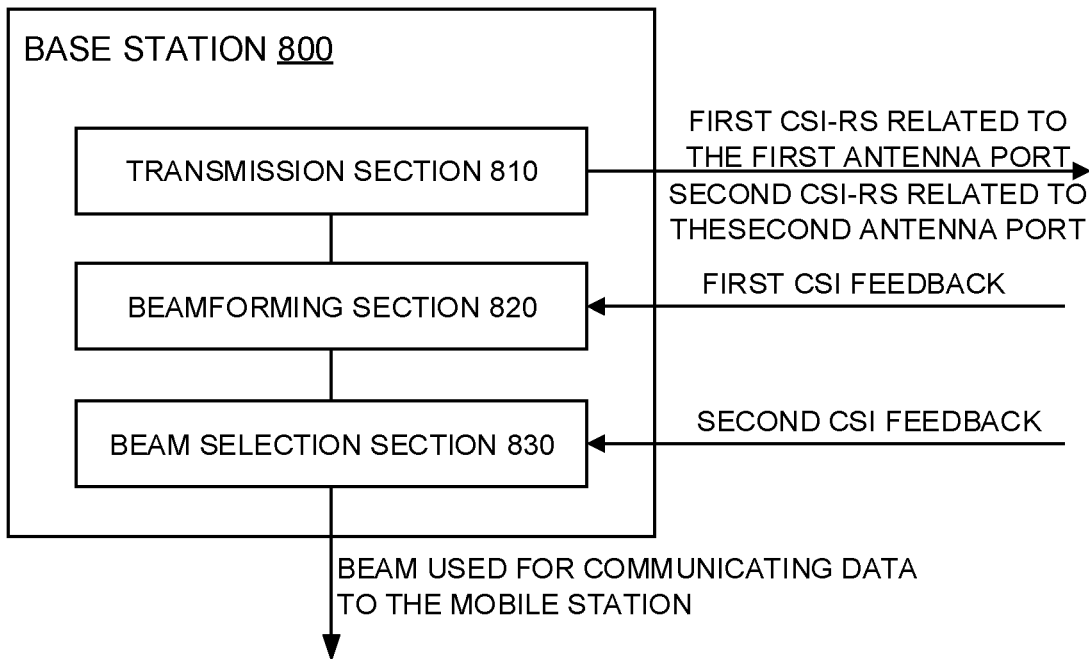 BASE STATION 800
TRANSMISSION SECTION 810
FIRST CSI-RS RELATED TO
THE FIRST ANTENNA PORT
SECOND CSI-RS RELATED TO
THESECOND ANTENNA PORT
BEAMFORMING SECTION 820
FIRST CSI FEEDBACK
BEAM SELECTION SECTION 830
SECOND CSI FEEDBACK
BEAM USED FOR COMMUNICATING DATA
TO THE MOBILE STATION